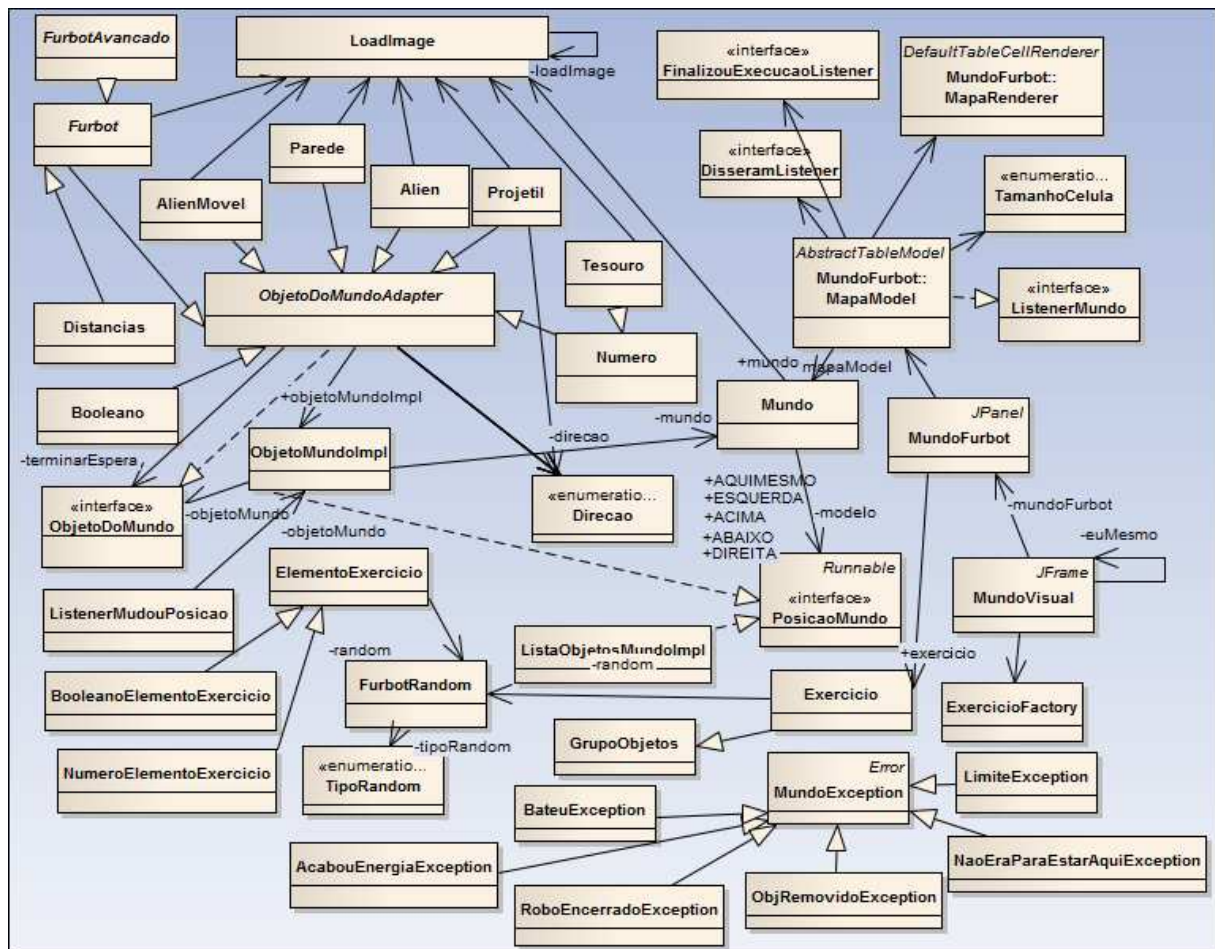 FurbotAvancado
LoadImage
-loadImage
«interface»
FinalizouExecucaoListener
DefaultTableCellRenderer
MundoFurbot::
MapaRenderer
Furbot
Parede
Alien
Projetil
AlienMovel
«interface»
DisseramListener
«enumeratio...
TamanhoCelula
AbstractTableModel
MundoFurbot::
MapaModel
«interface»
ListenerMundo
Tesouro
ObjetoDoMundoAdapter
Distancias
Numero
+mundo
mapaModel
Booleano
+objetoMundoImpl
Mundo
-mundo
JPanel
MundoFurbot
-terminarEspera
ObjetoMundoImpl
-direcao
«interface»
ObjetoDoMundo
-objetoMundo
-objetoMundo
«enumeratio...
Direcao
+AQUIMESMO
+ESQUERDA
+ACIMA
+ABAIXO
+DIREITA
-modelo
-mundoFurbot
-euMesmo
ElementoExercicio
Runnable
«interface»
PosicaoMundo
JFrame
MundoVisual
ListenerMudouPosicao
-random
ListaObjetosMundoImpl
-random
+exercicio
BooleanoElementoExercicio
FurbotRandom
Exercicio
ExercicioFactory
-tipoRandom
GrupoObjetos
NumeroElementoExercicio
«enumeratio...
TipoRandom
Error
MundoException
LimiteException
BateuException
AcabouEnergiaException
NaoEraParaEstarAquiException
RoboEncerradoException
ObjRemovidoException